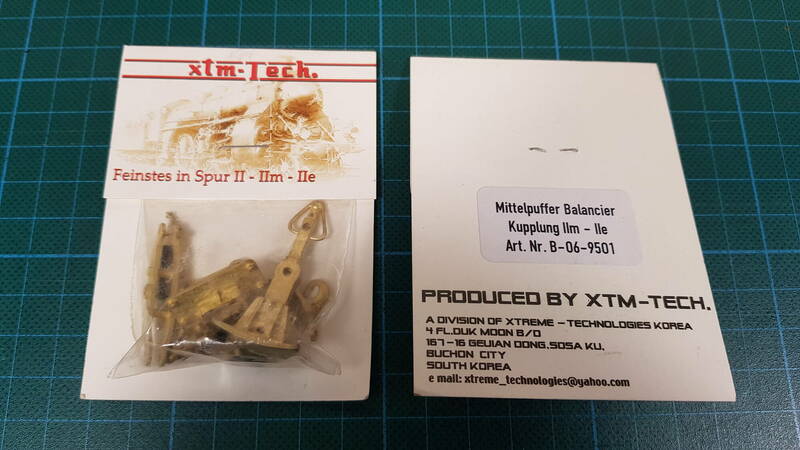 xtm-Tech.
Feinstes in Spur II - IIm - IIe
Mittelpuffer Balancier
Kupplung IIm - IIe
Art. Nr. B-06-9501
PRODUCED BY XTM-TECH.
A DIVISION OF XTREME - TECHNOLOGIES KOREA
4 FL.DUK MOON B/D
167-16 GEUIAN DONG.SOSA KU.
BUCHON CITY
SOUTH KOREA
e mail: xtreme_technologies@yahoo.com